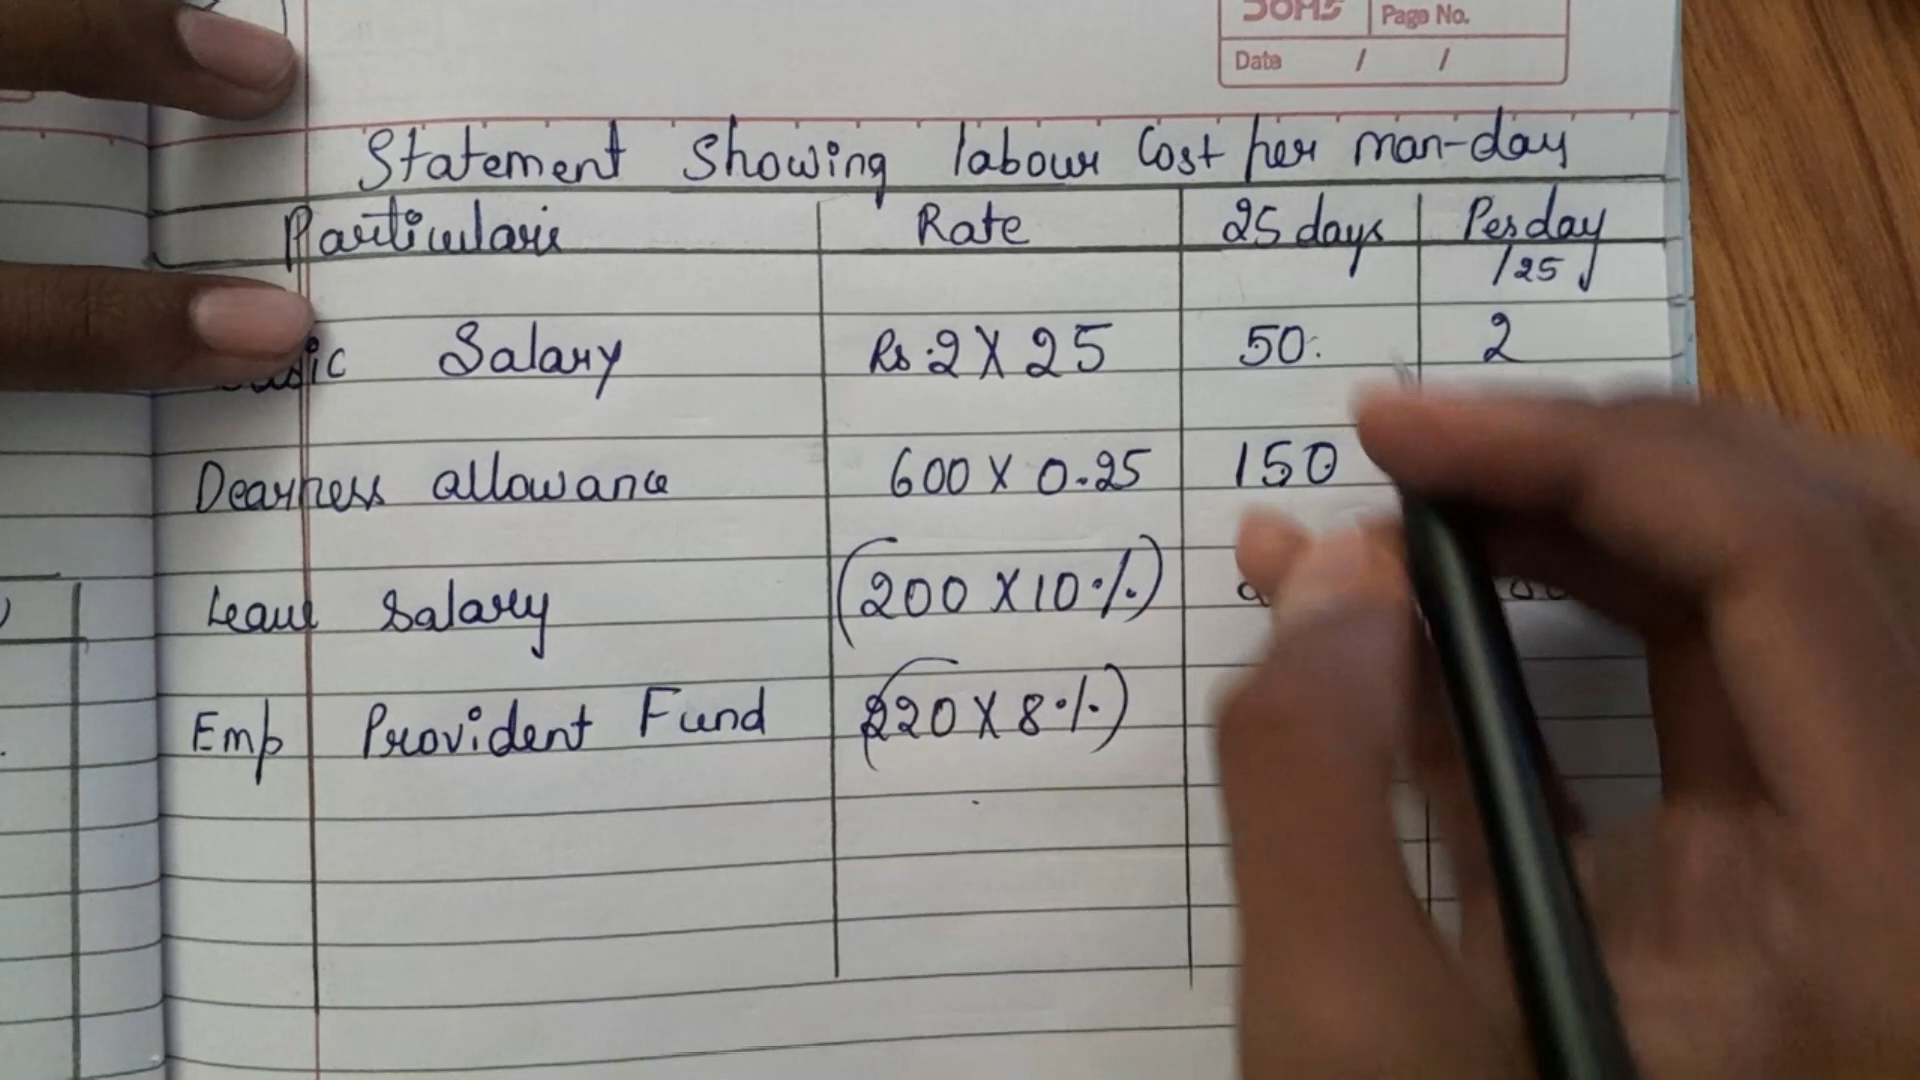 Page No.
Date / /
Statement Showing labour Cost per man-day
Particulars Rate 25 days Per day
/25
Salary Rs.2 X 25 50. 2
Dearness allowance 600 X 0.25 150
Leave Salary (200 X 10%)
Emp Provident Fund (220 X 8%)